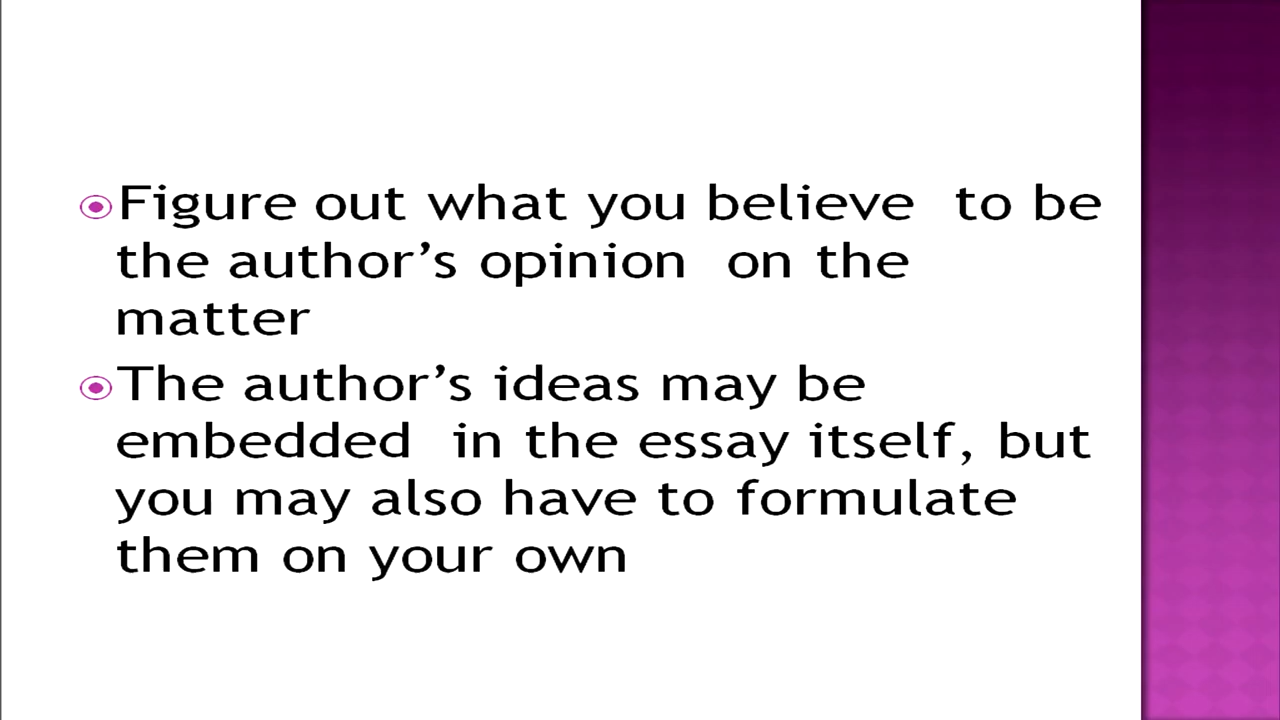 Figure out what you believe  to be
the author’s opinion  on the
matter
The author’s ideas may be
embedded  in the essay itself, but
you may also have to formulate
them on your own